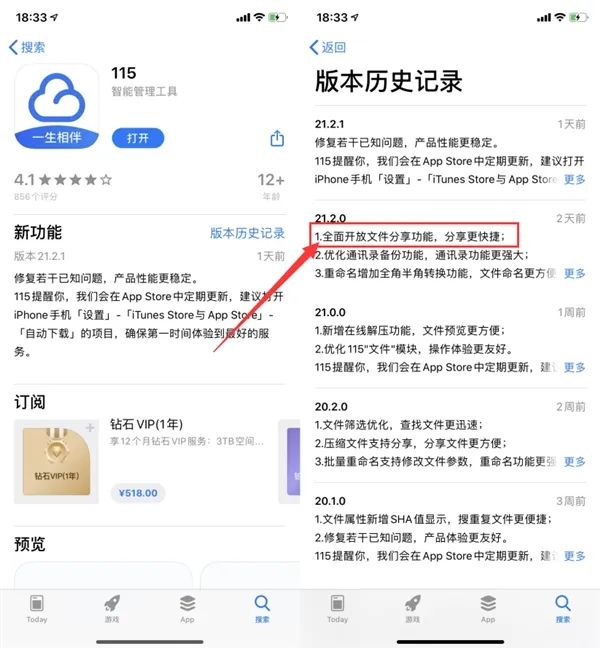 18:33
搜索
115
智能管理工具
一生相伴
打开
4.1
12+
856个评分
年龄
新功能
版本历史记录
版本 21.2.1
1天前
修复若干已知问题，产品性能更稳定。
115提醒你，我们会在App Store中定期更新，建议打开
iPhone手机「设置」-「iTunes Store与App Store」-
「自动下载」的项目，确保第一时间体验到最好的服
务。
订阅
钻石VIP(1年)
钻石VIP(1年)
享12个月钻石VIP服务：3TB空间...
¥518.00
预览
Today
游戏
App
搜索
18:33
返回
版本历史记录
21.2.1
1天前
修复若干已知问题，产品性能更稳定。
115提醒你，我们会在App Store中定期更新，建议打开
iPhone手机「设置」-「iTunes Store与App Sto
更多
21.2.0
2天前
1.全面开放文件分享功能，分享更快捷；
2.优化通讯录备份功能，通讯录功能更强大；
3.重命名增加全角半角转换功能，文件命名更方便
更多
21.0.0
1周前
1.新增在线解压功能，文件预览更方便；
2.优化115"文件"模块，操作体验更友好。
115提醒你，我们会在App Store中定期更新，建
更多
20.2.0
2周前
1.文件筛选优化，查找文件更迅速；
2.压缩文件支持分享，分享文件更方便；
3.批量重命名支持修改文件参数，重命名功能更强
更多
20.1.0
3周前
1.文件属性新增SHA值显示，搜重复文件更便捷；
2.修复若干已知问题，产品体验更友好。
115提醒你，我们会在App Store中定期更新，建
更多
Today
游戏
App
搜索